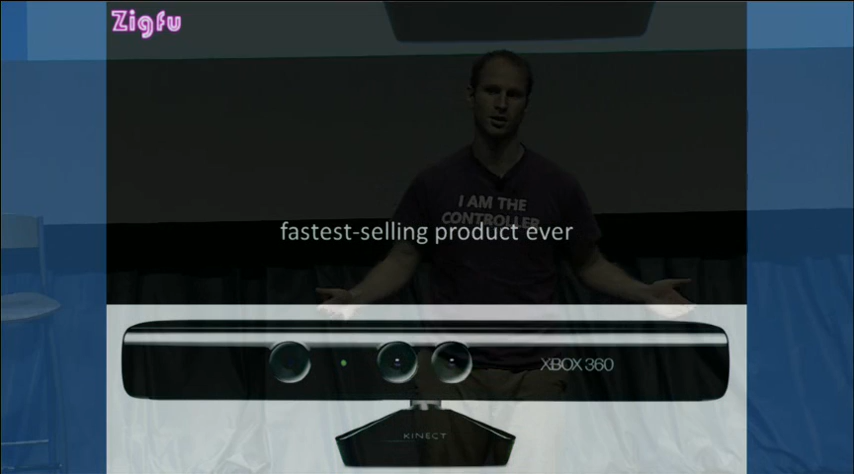 Zigfu
I AM THE
CONTROLLER
fastest-selling product ever
XBOX 360
KINECT